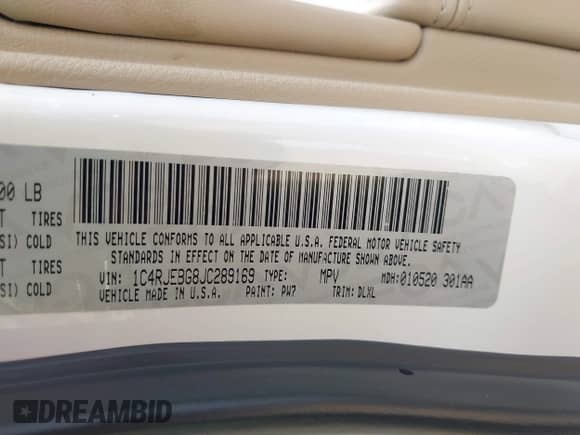 00 LB
T TIRES
SI) COLD
T TIRES
SI) COLD
THIS VEHICLE CONFORMS TO ALL APPLICABLE U.S.A. FEDERAL MOTOR VEHICLE SAFETY
STANDARDS IN EFFECT ON THE DATE OF MANUFACTURE SHOWN ABOVE.
VIN: 1C4RJEBG8JC289169 TYPE: MPV MDH:010520 301AA
VEHICLE MADE IN U.S.A. PAINT: PW7 TRIM: DLXL
DREAMBID